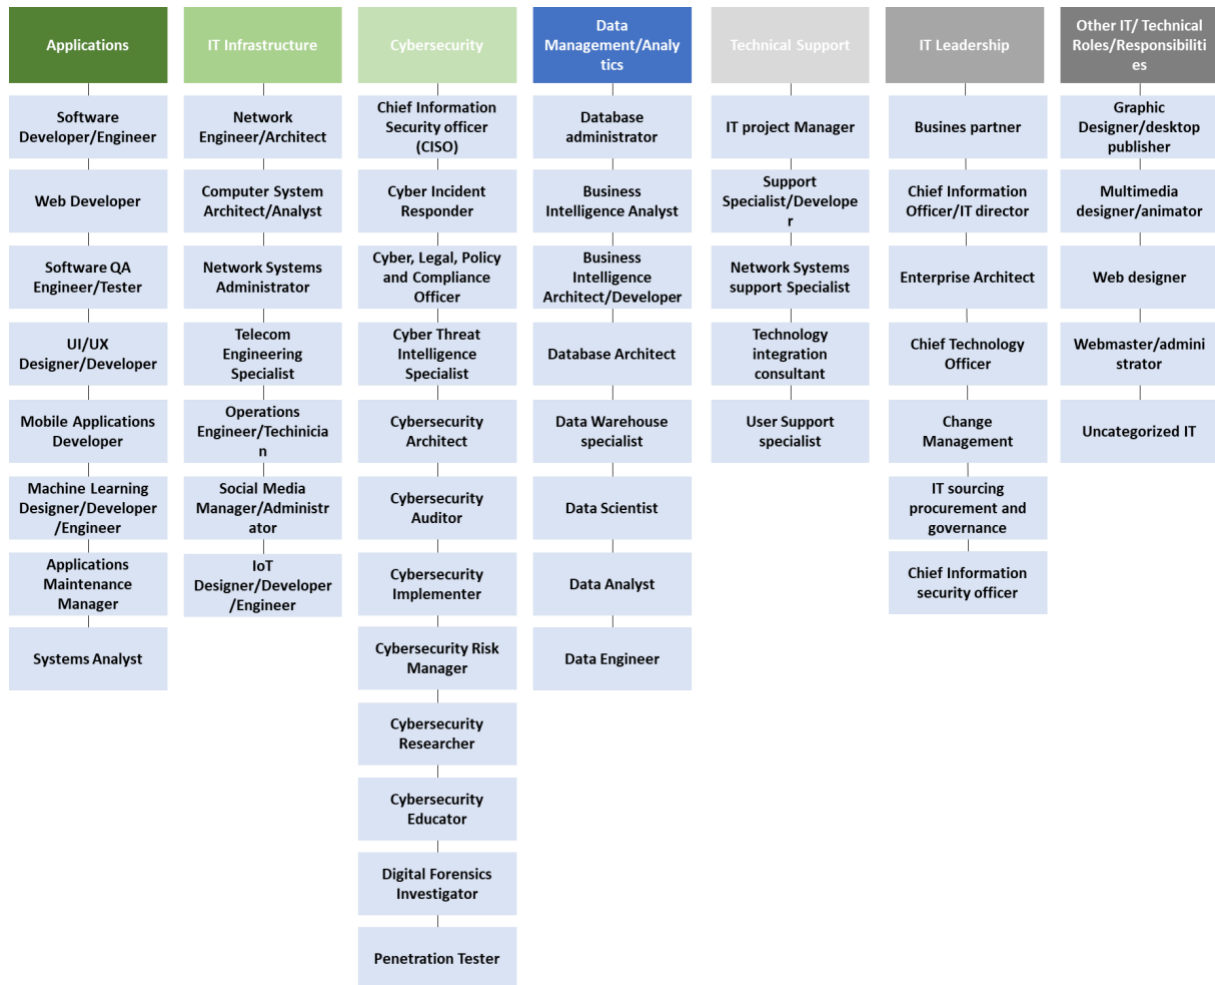 Applications
Software
Developer/Engineer
Web Developer
Software QA
Engineer/Tester
UI/UX
Designer/Developer
Mobile Applications
Developer
Machine Learning
Designer/Developer
/Engineer
Applications
Maintenance
Manager
Systems Analyst
IT Infrastructure
Network
Engineer/Architect
Computer System
Architect/Analyst
Network Systems
Administrator
Telecom
Engineering
Specialist
Operations
Engineer/Techinicia
n
Social Media
Manager/Administr
ator
IoT
Designer/Developer
/Engineer
Cybersecurity
Chief Information
Security officer
(CISO)
Cyber Incident
Responder
Cyber, Legal, Policy
and Compliance
Officer
Cyber Threat
Intelligence
Specialist
Cybersecurity
Architect
Cybersecurity
Auditor
Cybersecurity
Implementer
Cybersecurity Risk
Manager
Cybersecurity
Researcher
Cybersecurity
Educator
Digital Forensics
Investigator
Penetration Tester
Data
Management/Analy
tics
Database
administrator
Business
Intelligence Analyst
Business
Intelligence
Architect/Developer
Database Architect
Data Warehouse
specialist
Data Scientist
Data Analyst
Data Engineer
Technical Support
IT project Manager
Support
Specialist/Develope
r
Network Systems
support Specialist
Technology
integration
consultant
User Support
specialist
IT Leadership
Busines partner
Chief Information
Officer/IT director
Enterprise Architect
Chief Technology
Officer
Change
Management
IT sourcing
procurement and
governance
Chief Information
security officer
Other IT/ Technical
Roles/Responsibiliti
es
Graphic
Designer/desktop
publisher
Multimedia
designer/animator
Web designer
Webmaster/admini
strator
Uncategorized IT